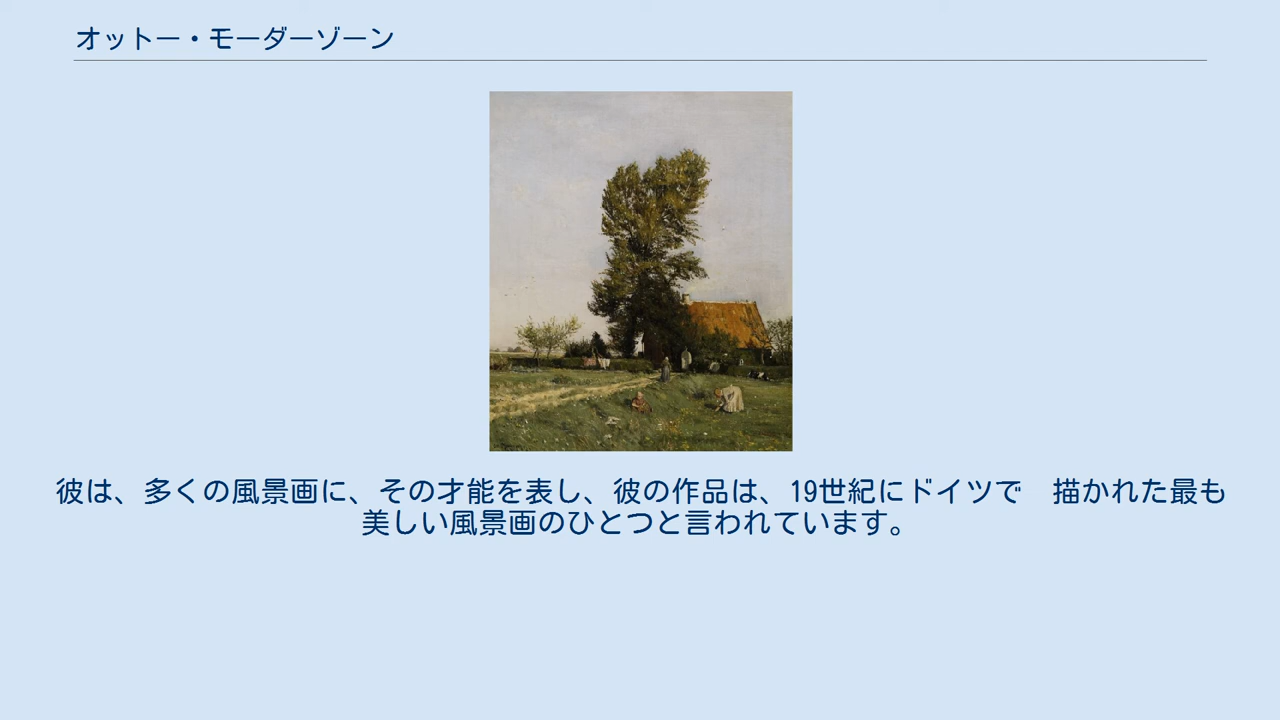 オットー・モーダーゾーン
彼は、多くの風景画に、その才能を表し、彼の作品は、19世紀にドイツで　描かれた最も
美しい風景画のひとつと言われています。